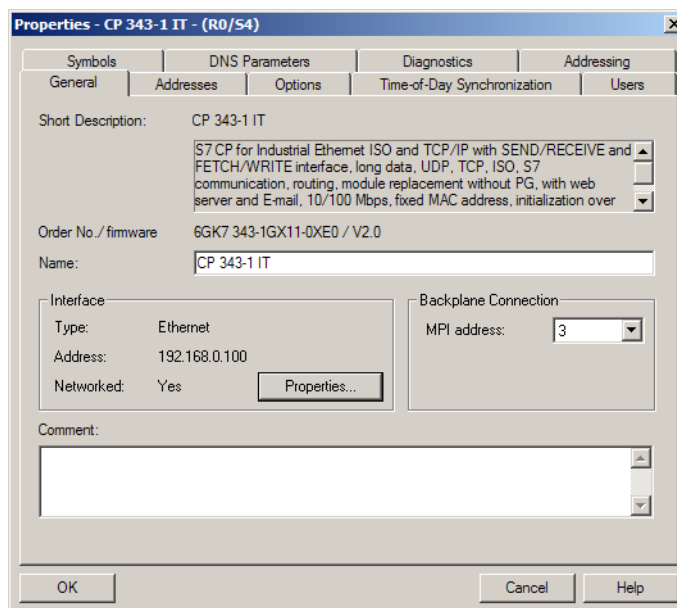 Properties - CP 343-1 IT - (R0/S4)
Symbols DNS Parameters Diagnostics Addressing
General Addresses Options Time-of-Day Synchronization Users
Short Description: CP 343-1 IT
S7 CP for Industrial Ethernet ISO and TCP/IP with SEND/RECEIVE and
FETCH/WRITE interface, long data, UDP, TCP, ISO, S7
communication, routing, module replacement without PG, with web
server and E-mail, 10/100 Mbps, fixed MAC address, initialization over
Order No./ firmware 6GK7 343-1GX11-0XE0 / V2.0
Name: CP 343-1 IT
Interface
Type: Ethernet
Address: 192.168.0.100
Networked: Yes Properties...
Backplane Connection
MPI address: 3
Comment:
OK Cancel Help